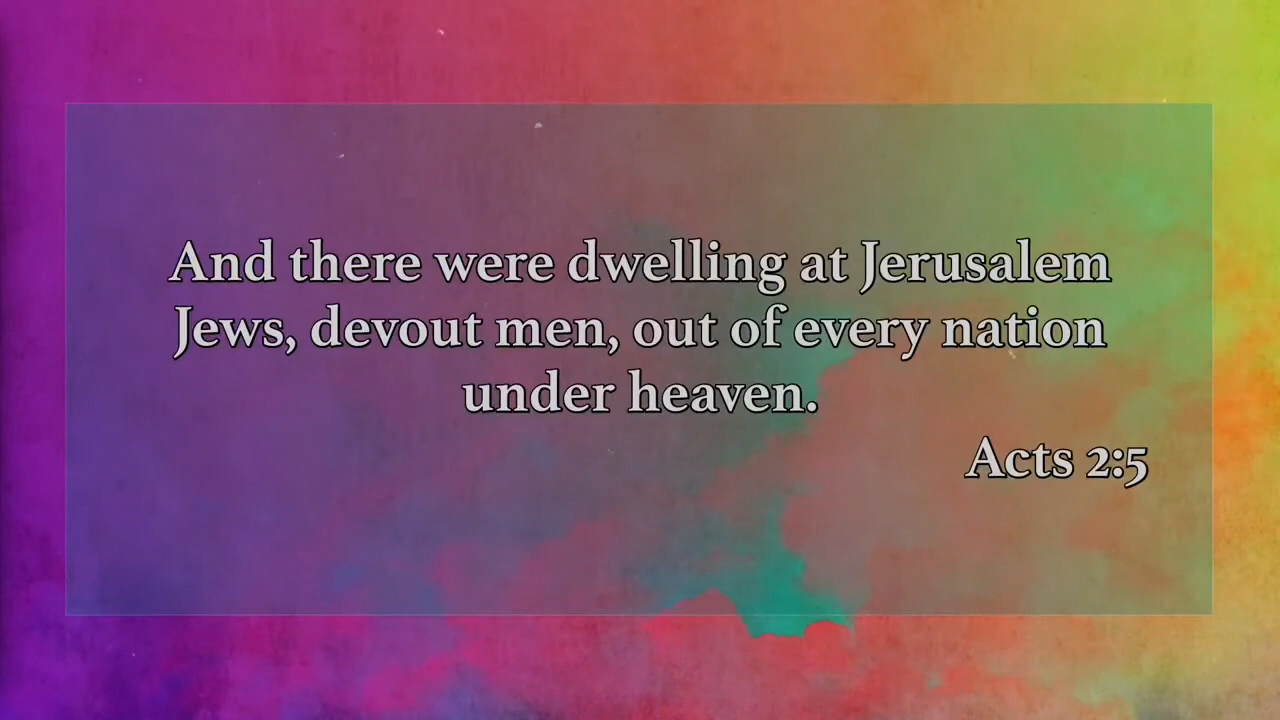 And there were dwelling at Jerusalem
Jews, devout men, out of every nation
under heaven.
Acts 2:5